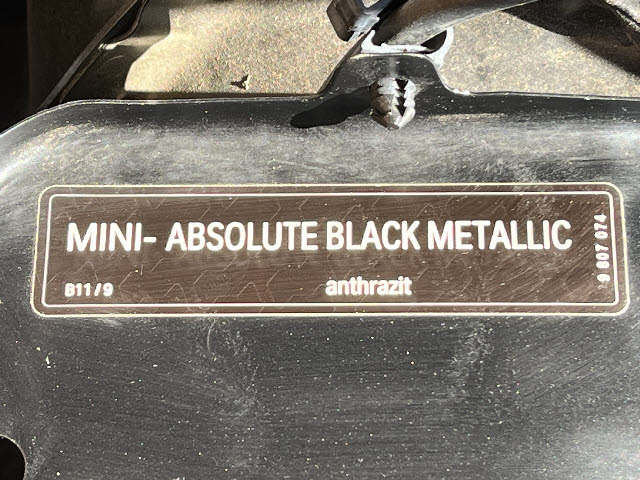 MINI- ABSOLUTE BLACK METALLIC
B11/9
anthrazit
9 807 074